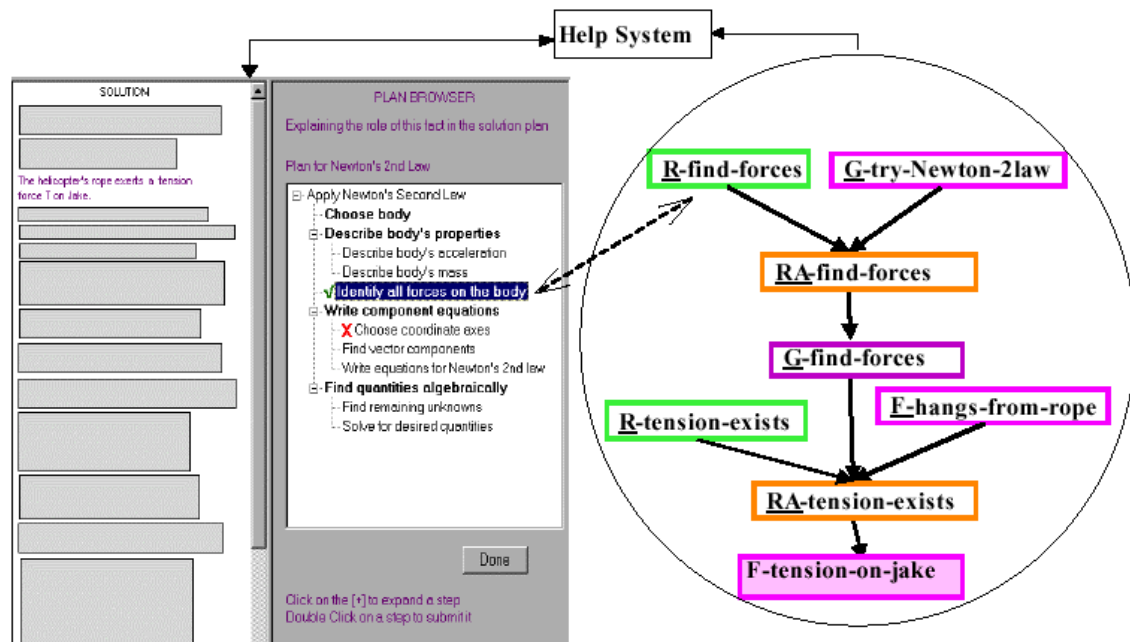 Help System
SOLUTION
The helicopter's rope exerts a tension
force T on Jake.
PLAN BROWSER
Explaining the role of this fact in the solution plan
Plan for Newton's 2nd Law
Apply Newton's Second Law
Choose body
Describe body's properties
Describe body's acceleration
Describe body's mass
Identify all forces on the body
Write component equations
X Choose coordinate axes
Find vector components
Write equations for Newton's 2nd law
Find quantities algebraically
Find remaining unknowns
Solve for desired quantities
Done
Click on the [+] to expand a step
Double Click on a step to submit it
R-find-forces
G-try-Newton-2law
RA-find-forces
G-find-forces
F-hangs-from-rope
R-tension-exists
RA-tension-exists
F-tension-on-jake